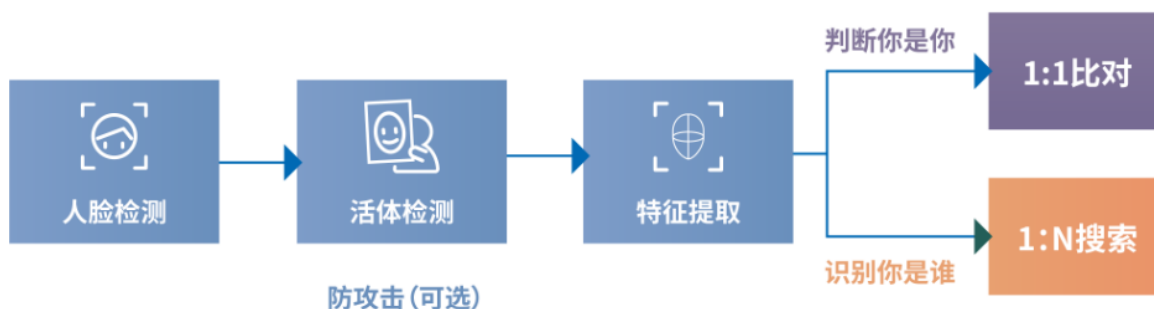 判断你是你
1:1比对
人脸检测
活体检测
特征提取
1:N搜索
识别你是谁
防攻击(可选)